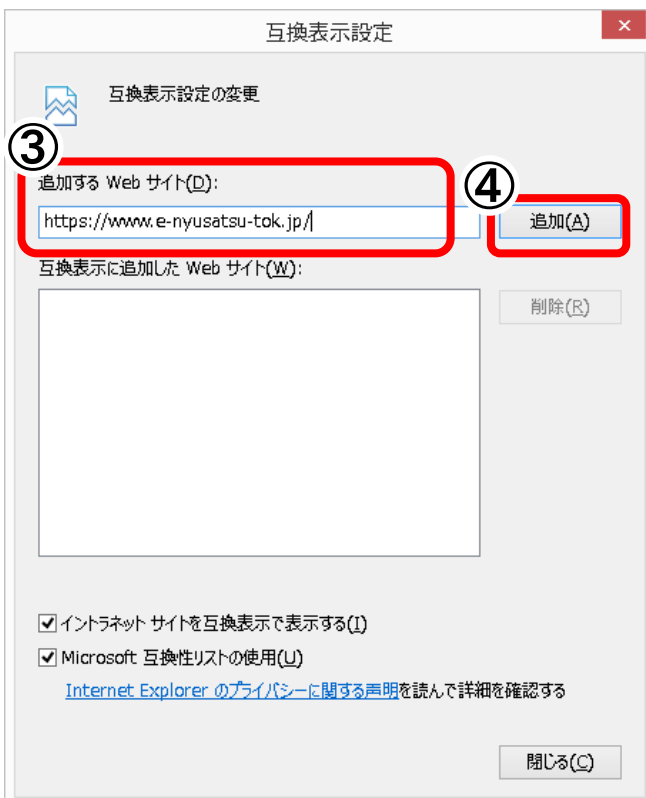 互換表示設定
互換表示設定の変更
③
追加する Web サイト(D):
④
https://www.e-nyusatsu-tok.jp/
追加(A)
互換表示に追加した Web サイト(W):
削除(R)
イントラネット サイトを互換表示で表示する(I)
Microsoft 互換性リストの使用(U)
Internet Explorer のプライバシーに関する声明を読んで詳細を確認する
閉じる(C)